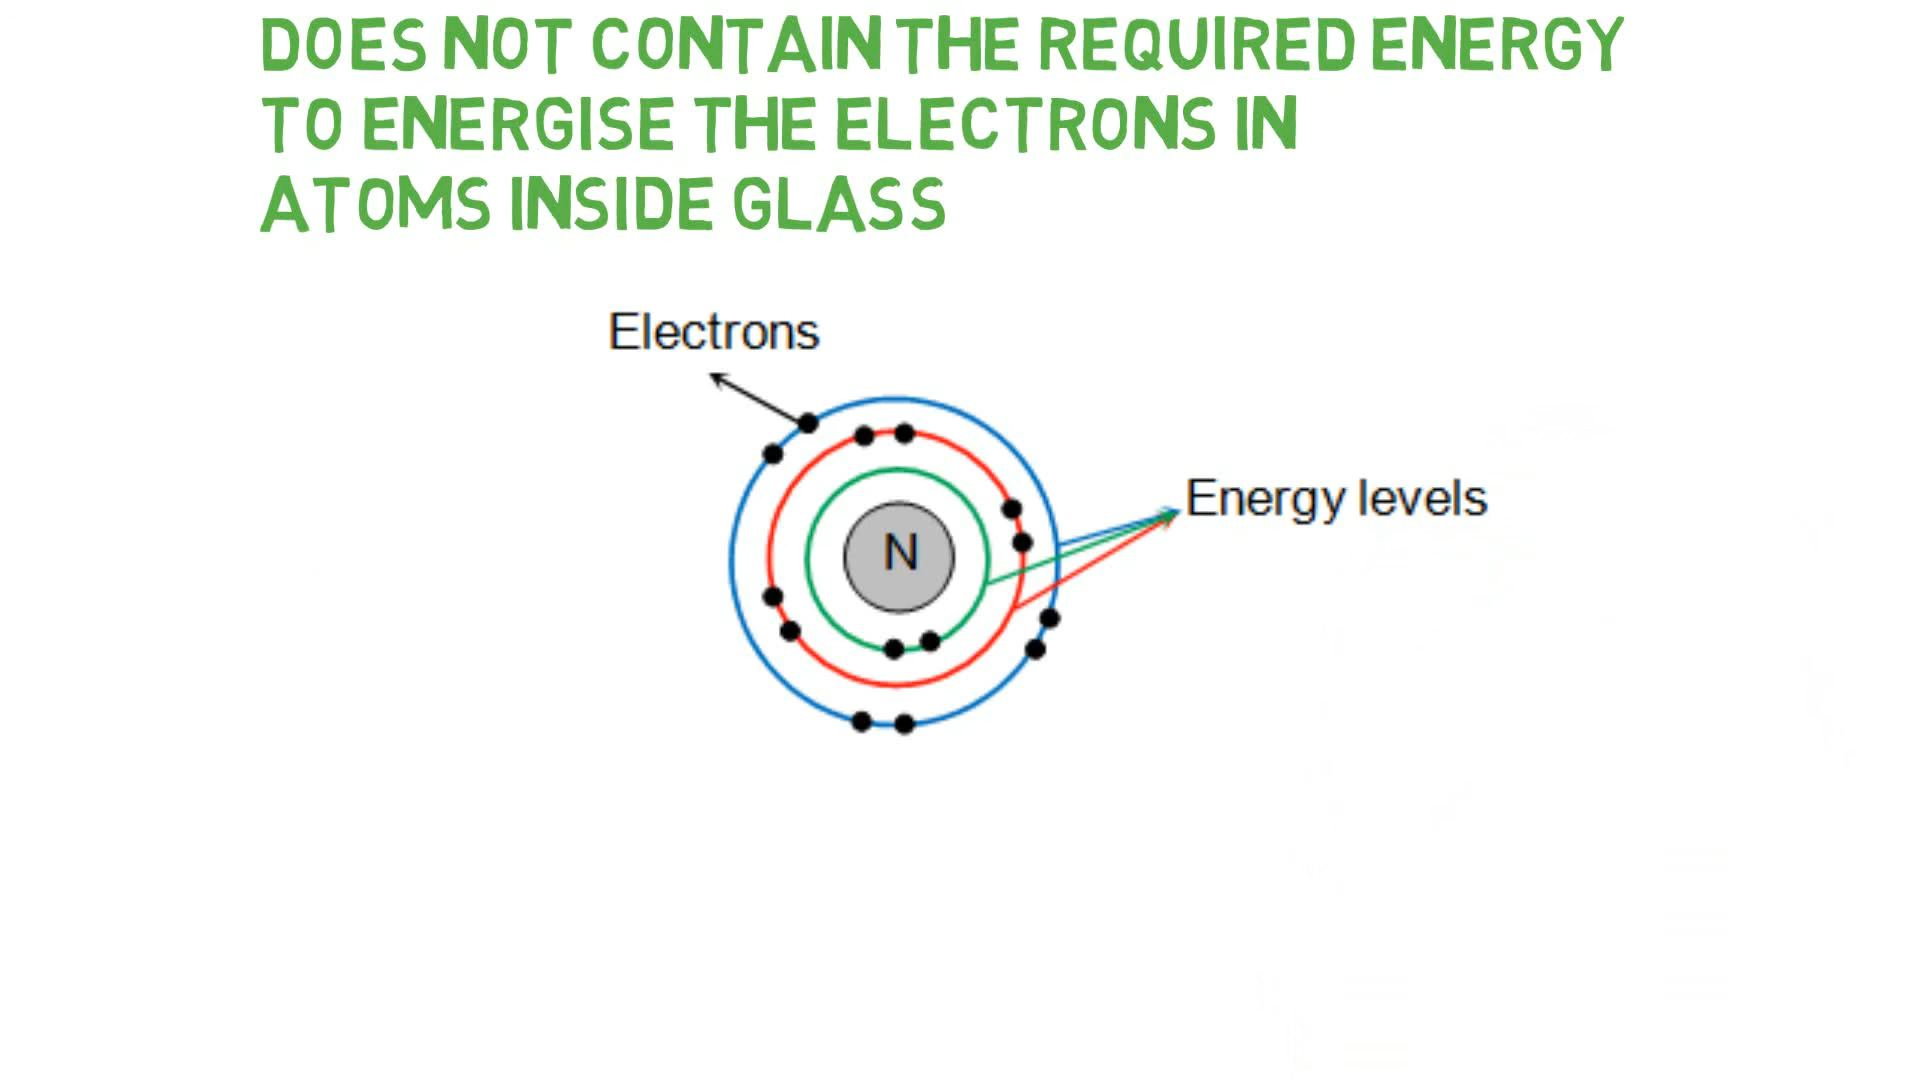 DOES NOT CONTAIN THE REQUIRED ENERGY
TO ENERGISE THE ELECTRONS IN
ATOMS INSIDE GLASS
Electrons
Energy levels
N